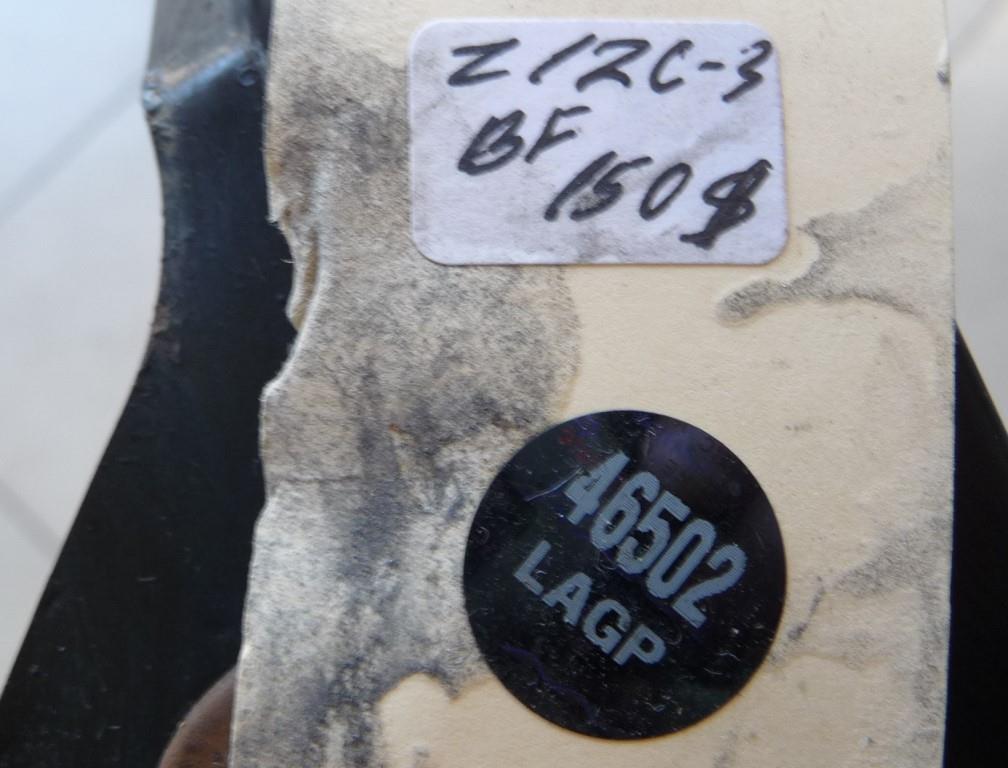 Z12C-3
BF
150$
46502
LAGP